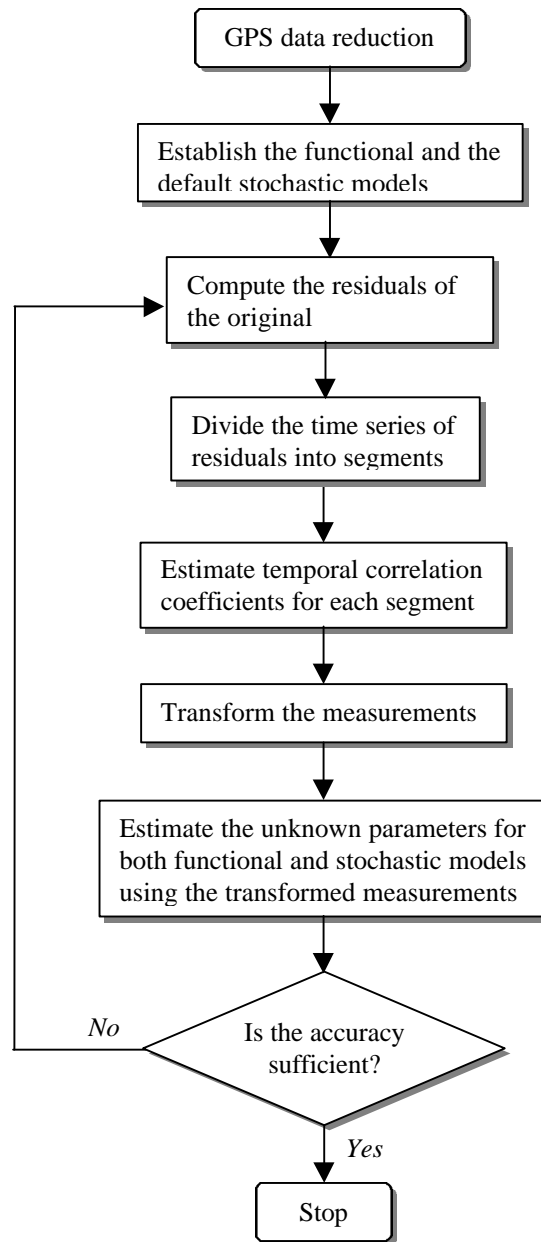 GPS data reduction
Establish the functional and the
default stochastic models
Compute the residuals of
the original
Divide the time series of
residuals into segments
Estimate temporal correlation
coefficients for each segment
Transform the measurements
Estimate the unknown parameters for
both functional and stochastic models
using the transformed measurements
No
Is the accuracy
sufficient?
Yes
Stop